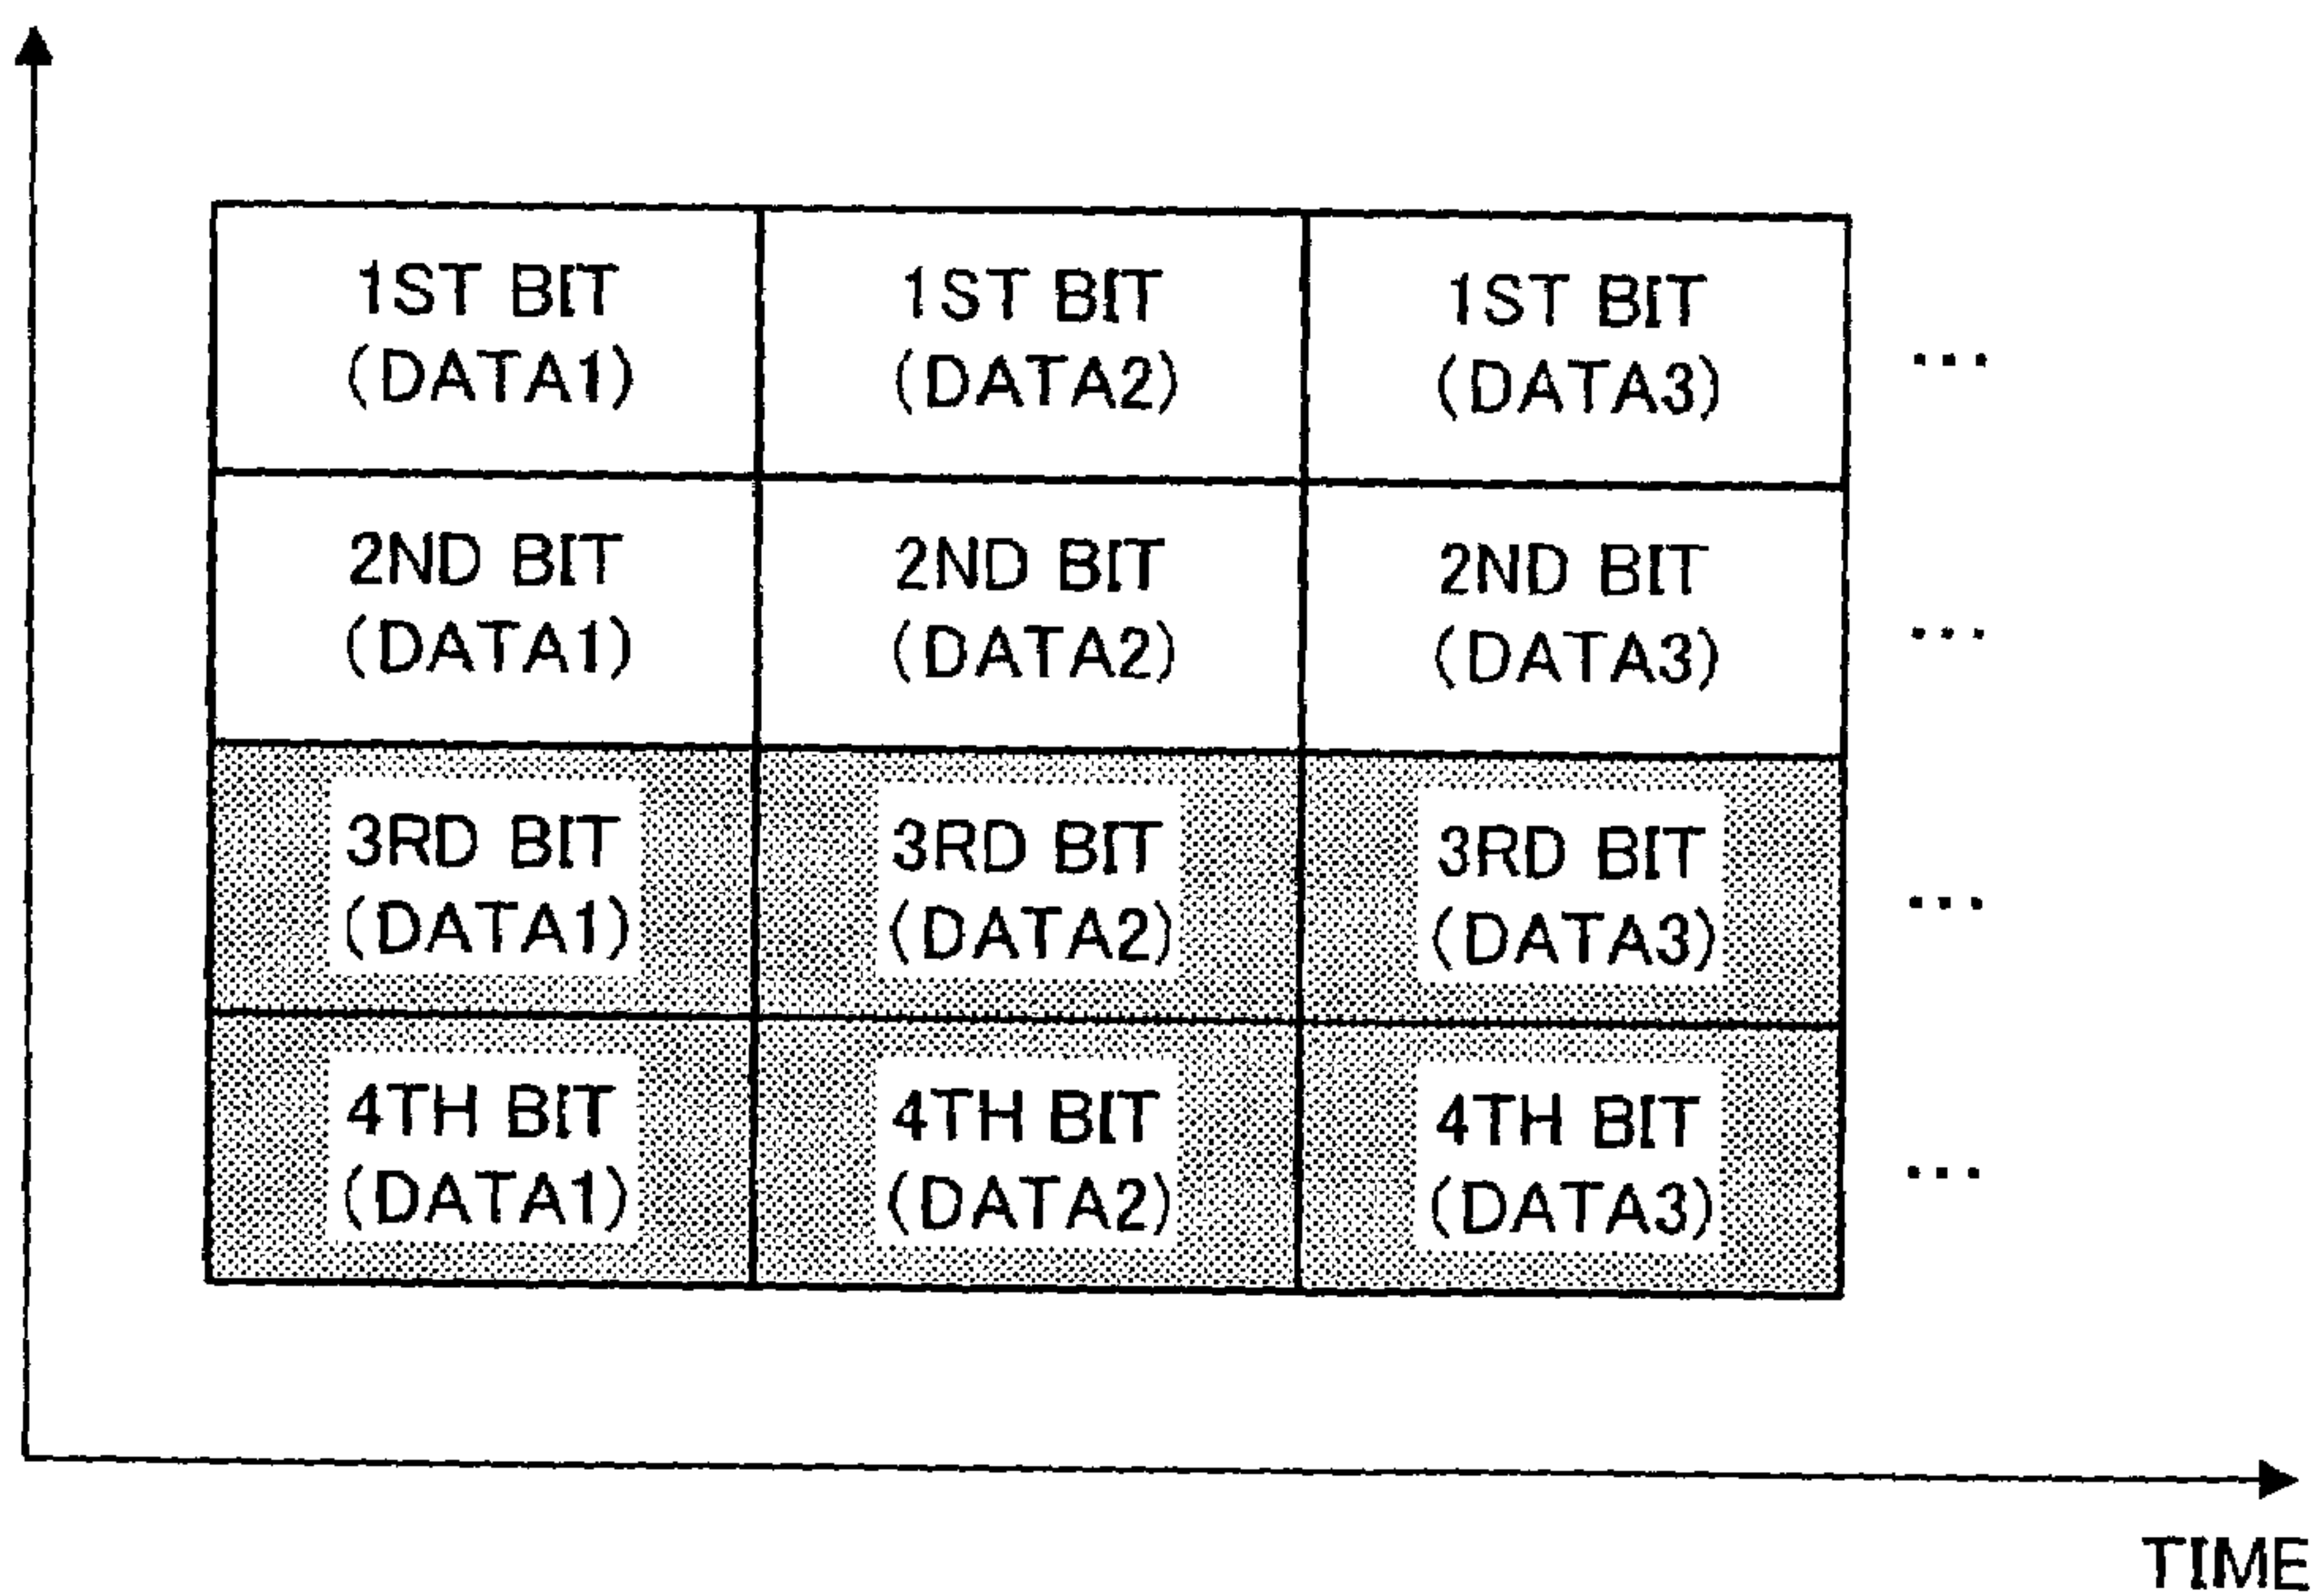 1ST BIT
(DATA1)
1ST BIT
(DATA2)
1ST BIT
(DATA3)
...
2ND BIT
(DATA1)
2ND BIT
(DATA2)
2ND BIT
(DATA3)
...
3RD BIT
(DATA1)
3RD BIT
(DATA2)
3RD BIT
(DATA3)
...
4TH BIT
(DATA1)
4TH BIT
(DATA2)
4TH BIT
(DATA3)
...
TIME